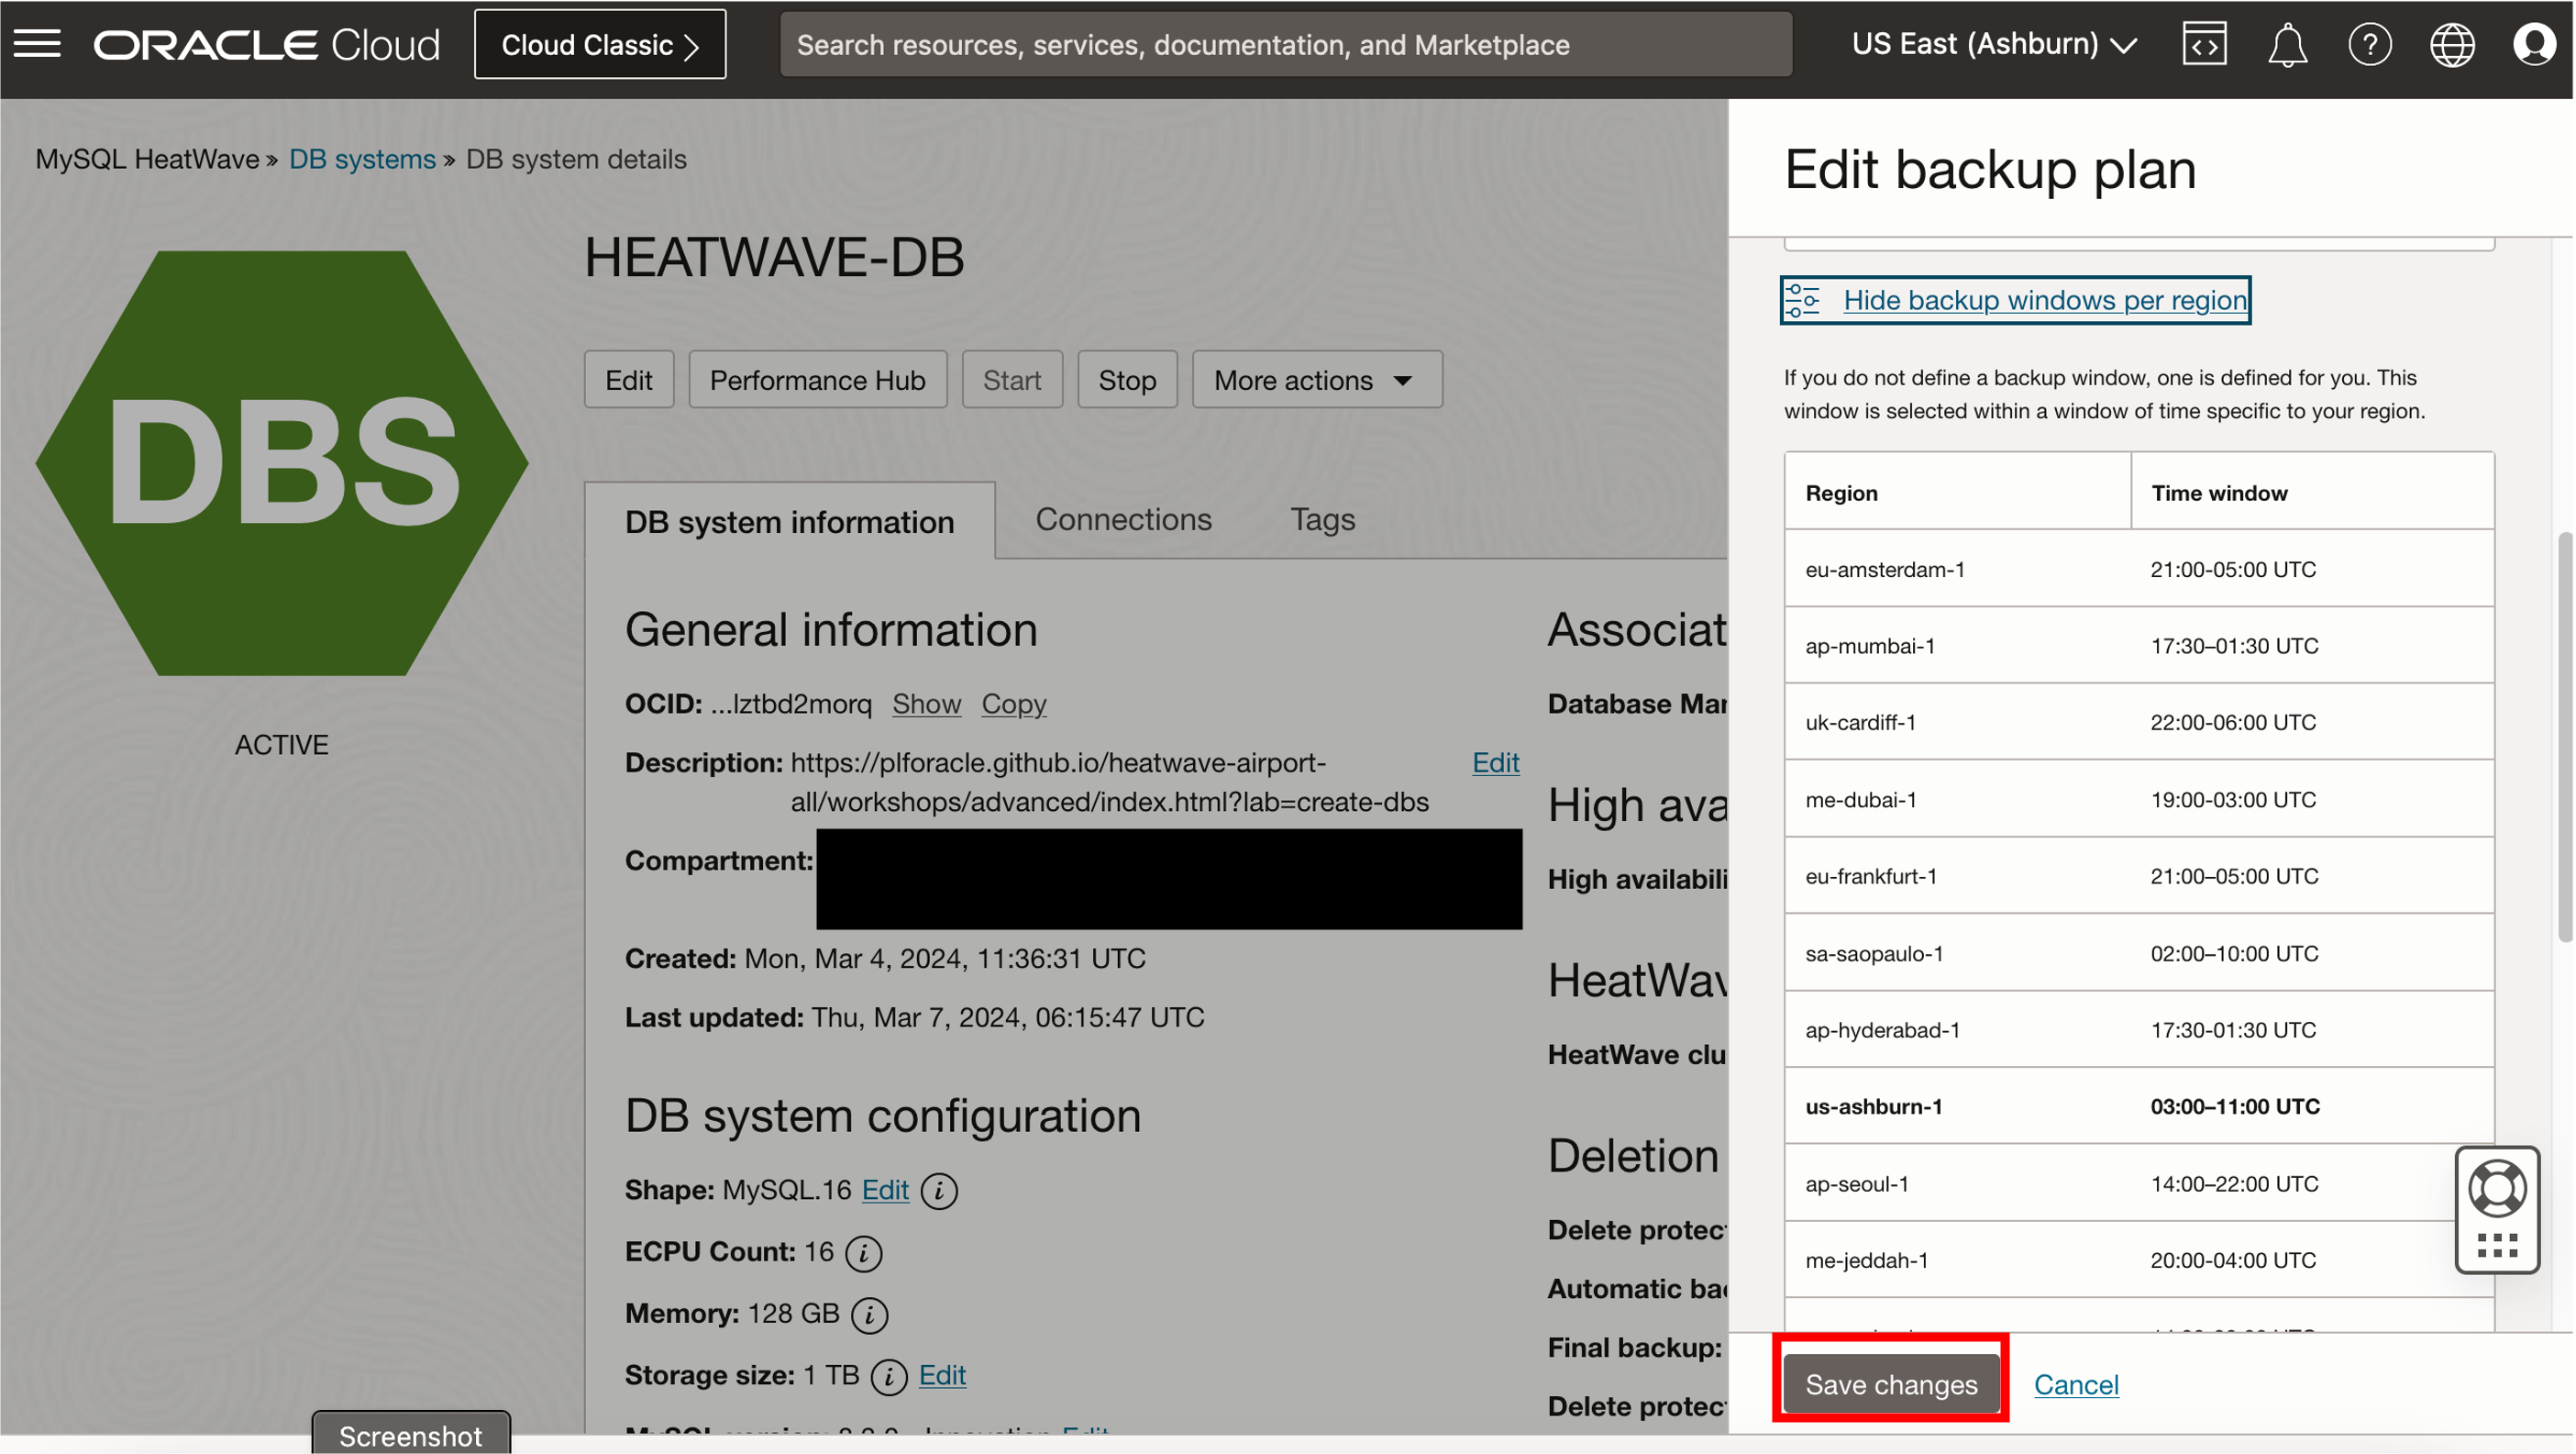 ORACLE Cloud
Cloud Classic
Search resources, services, documentation, and Marketplace
US East (Ashburn)
MySQL HeatWave » DB systems » DB system details
DBS
ACTIVE
HEATWAVE-DB
Edit
Performance Hub
Start
Stop
More actions
DB system information
Connections
Tags
General information
OCID: ...lztbd2morq Show Copy
Description: https://plforacle.github.io/heatwave-airport-
all/workshops/advanced/index.html?lab=create-dbs
Edit
Compartment:
Created: Mon, Mar 4, 2024, 11:36:31 UTC
Last updated: Thu, Mar 7, 2024, 06:15:47 UTC
DB system configuration
Shape: MySQL.16 Edit
ECPU Count: 16
Memory: 128 GB
Storage size: 1 TB Edit
Associat
Database Mar
High ava
High availabili
HeatWav
HeatWave clu
Deletion
Delete protec
Automatic bac
Final backup:
Delete protec
Screenshot
Edit backup plan
Hide backup windows per region
If you do not define a backup window, one is defined for you. This
window is selected within a window of time specific to your region.
Region Time window
eu-amsterdam-1 21:00-05:00 UTC
ap-mumbai-1 17:30–01:30 UTC
uk-cardiff-1 22:00-06:00 UTC
me-dubai-1 19:00-03:00 UTC
eu-frankfurt-1 21:00–05:00 UTC
sa-saopaulo-1 02:00–10:00 UTC
ap-hyderabad-1 17:30-01:30 UTC
us-ashburn-1 03:00–11:00 UTC
ap-seoul-1 14:00–22:00 UTC
me-jeddah-1 20:00-04:00 UTC
Save changes
Cancel